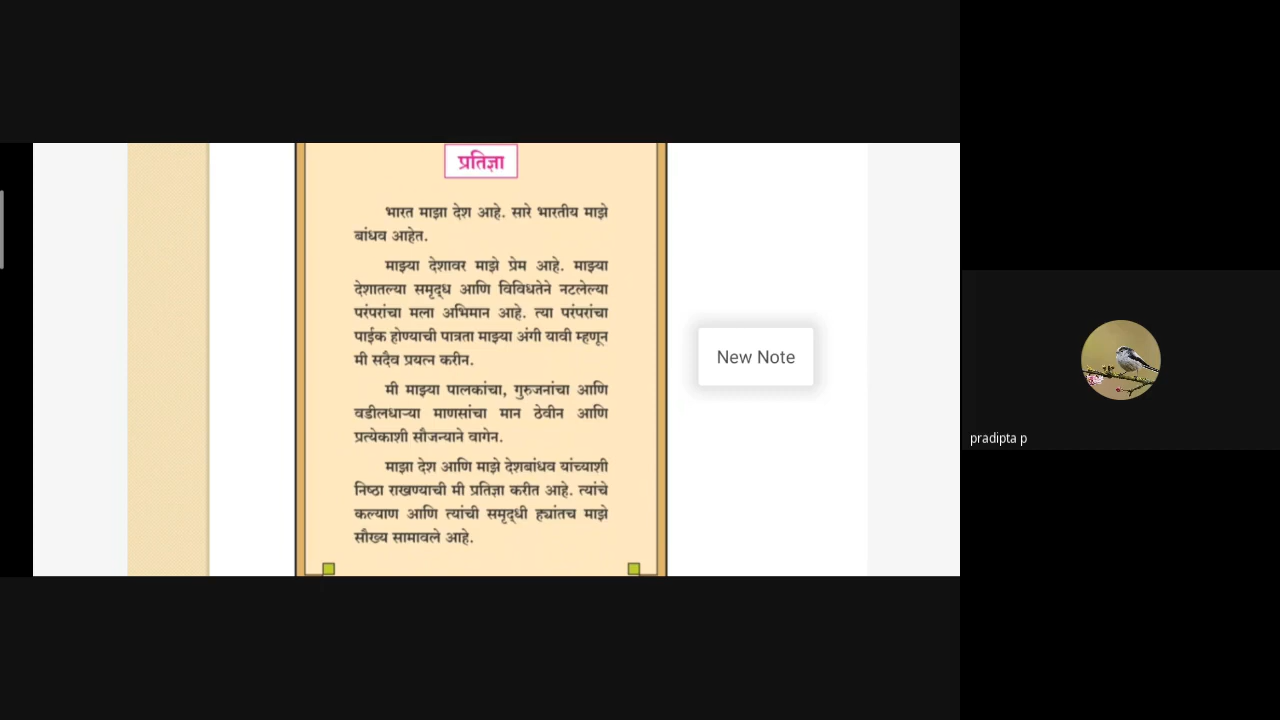 प्रतिज्ञा
भारत माझा देश आहे. सारे भारतीय माझे
बांधव आहेत.
माझ्या देशावर माझे प्रेम आहे. माझ्या
देशातल्या समृद्ध आणि विविधतेने नटलेल्या
परंपरांचा मला अभिमान आहे. त्या परंपरांचा
पाईक होण्याची पात्रता माझ्या अंगी यावी म्हणून
मी सदैव प्रयत्न करीन.
मी माझ्या पालकांचा, गुरुजनांचा आणि
वडीलधाऱ्या माणसांचा मान ठेवीन आणि
प्रत्येकाशी सौजन्याने वागेन.
माझा देश आणि माझे देशबांधव यांच्याशी
निष्ठा राखण्याची मी प्रतिज्ञा करीत आहे. त्यांचे
कल्याण आणि त्यांची समृद्धी ह्यांतच माझे
सौख्य सामावले आहे.
New Note
pradipta p